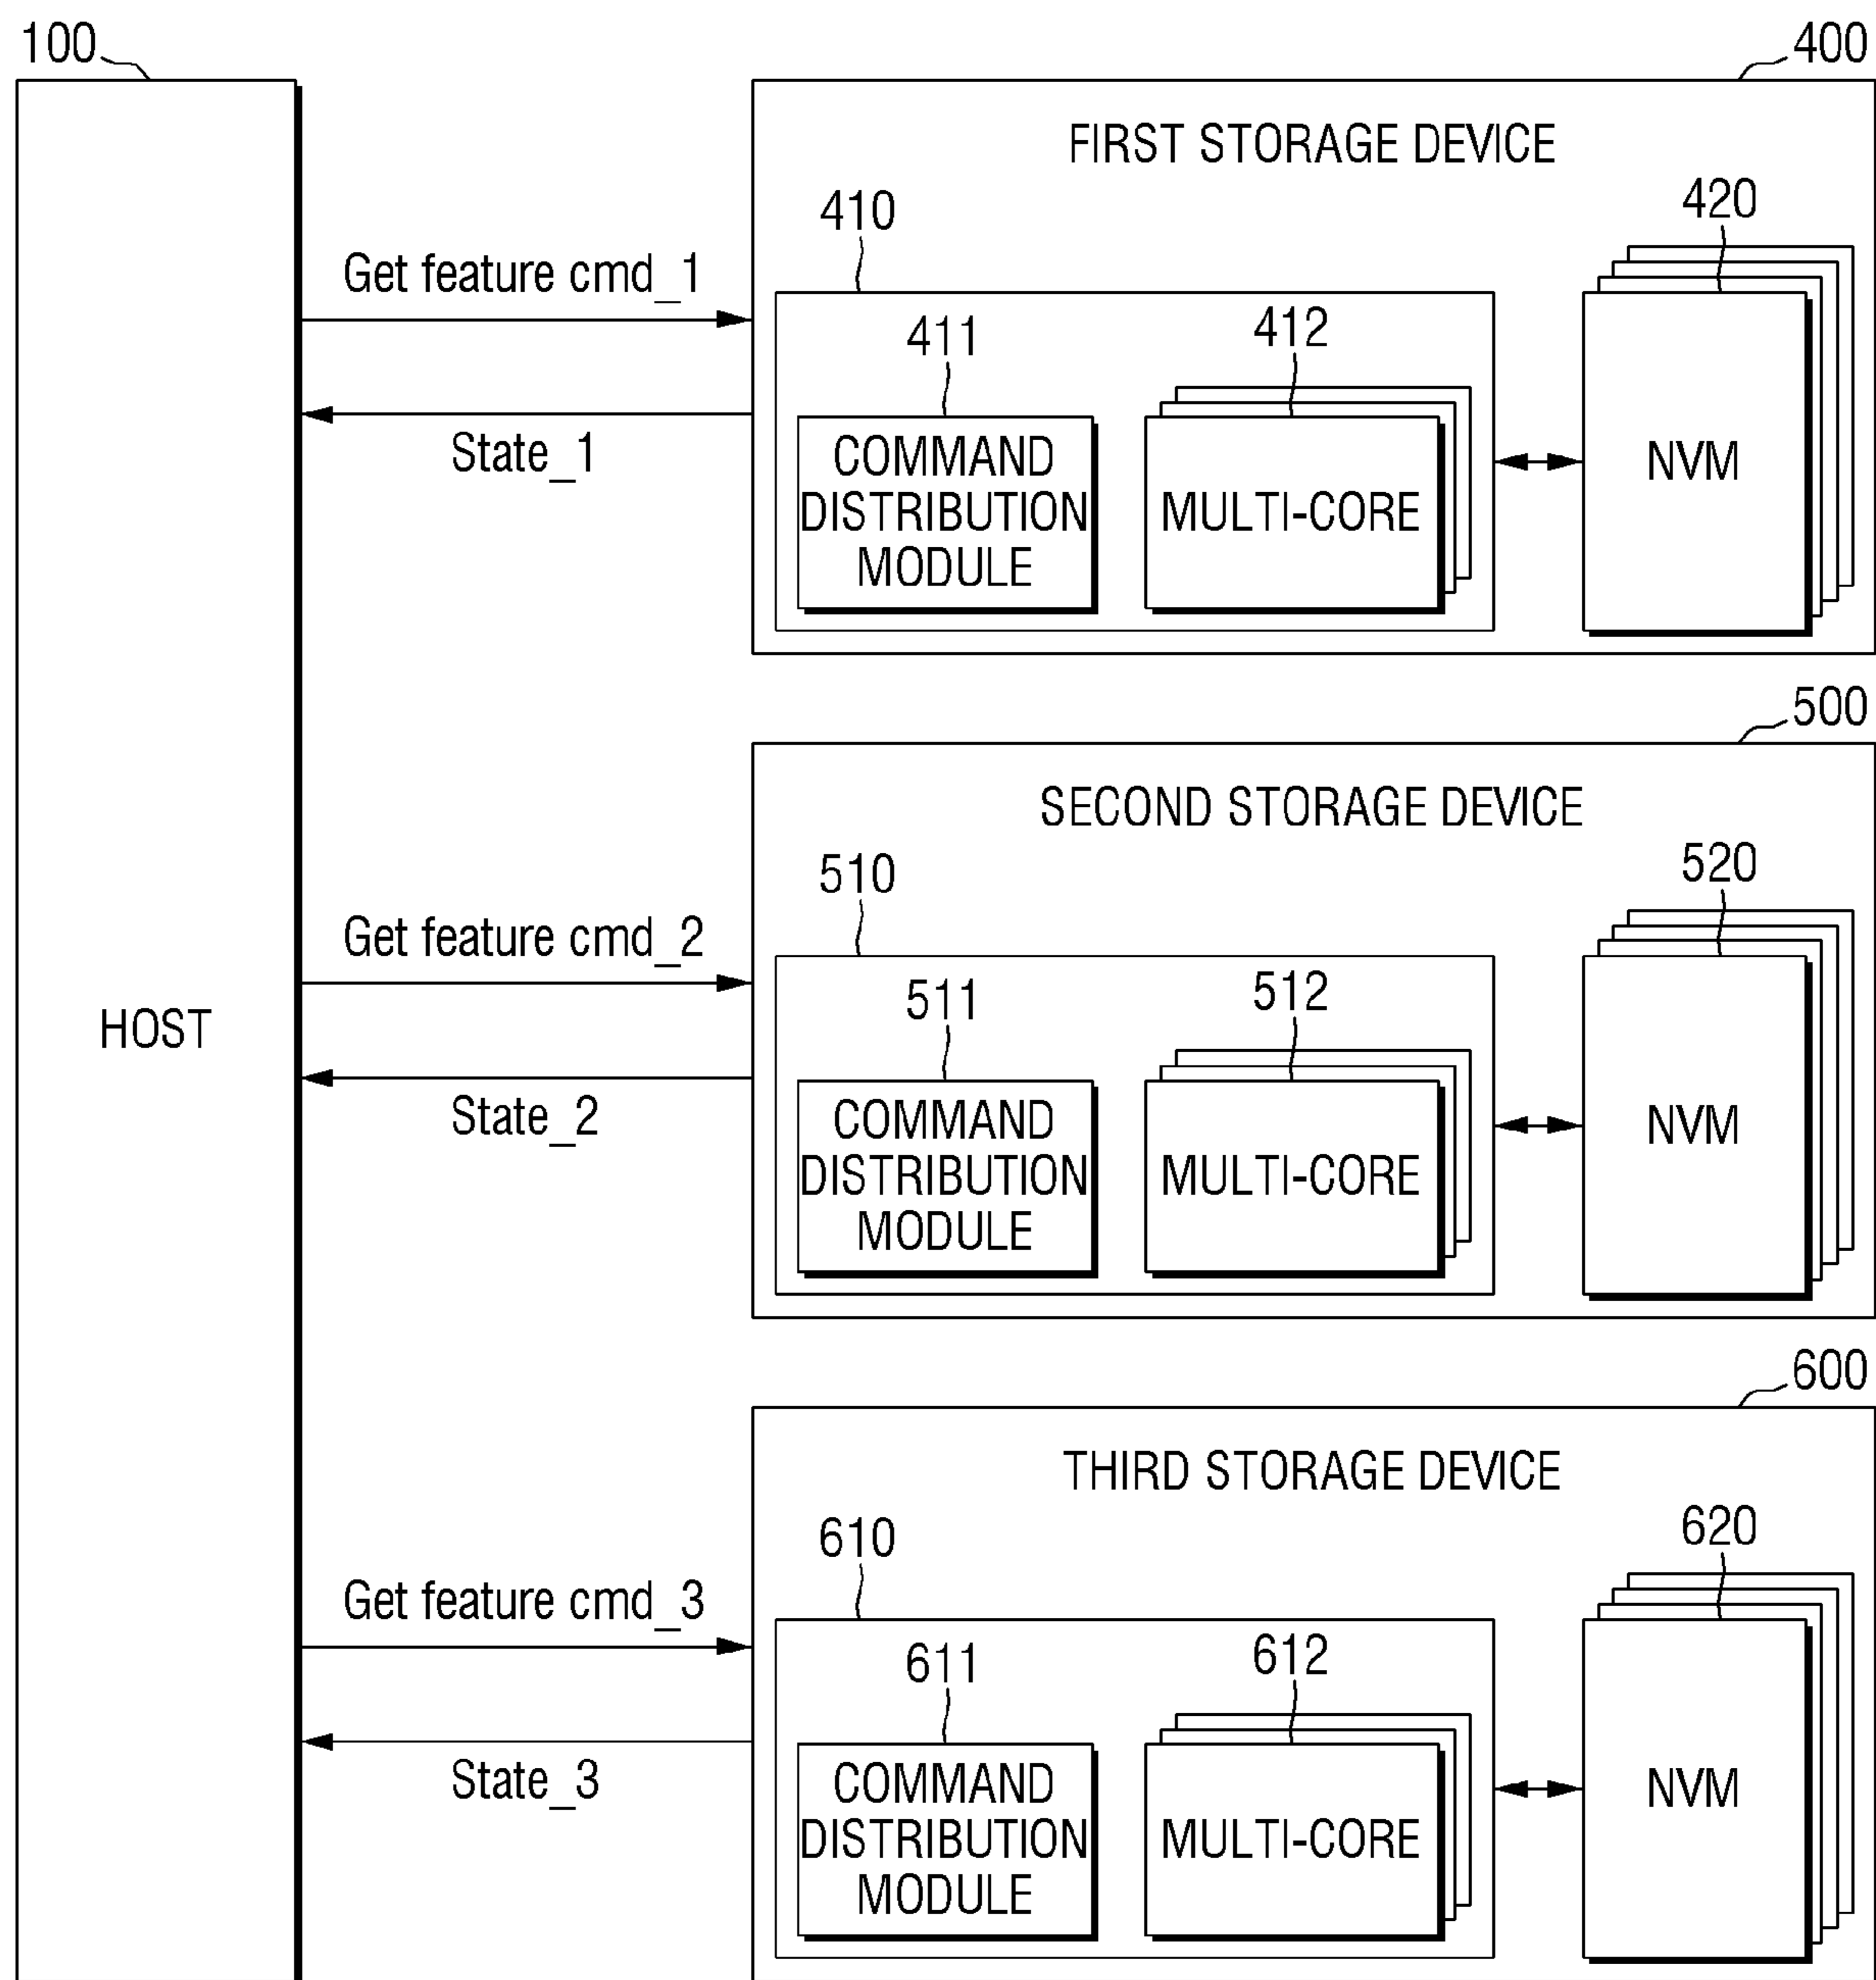 100
400
FIRST STORAGE DEVICE
410
420
Get feature cmd_1
411
412
State_1
COMMAND
DISTRIBUTION
MODULE
MULTI-CORE
NVM
500
SECOND STORAGE DEVICE
510
520
Get feature cmd_2
511
512
HOST
State_2
COMMAND
DISTRIBUTION
MODULE
MULTI-CORE
NVM
600
THIRD STORAGE DEVICE
610
620
Get feature cmd_3
611
612
State_3
COMMAND
DISTRIBUTION
MODULE
MULTI-CORE
NVM